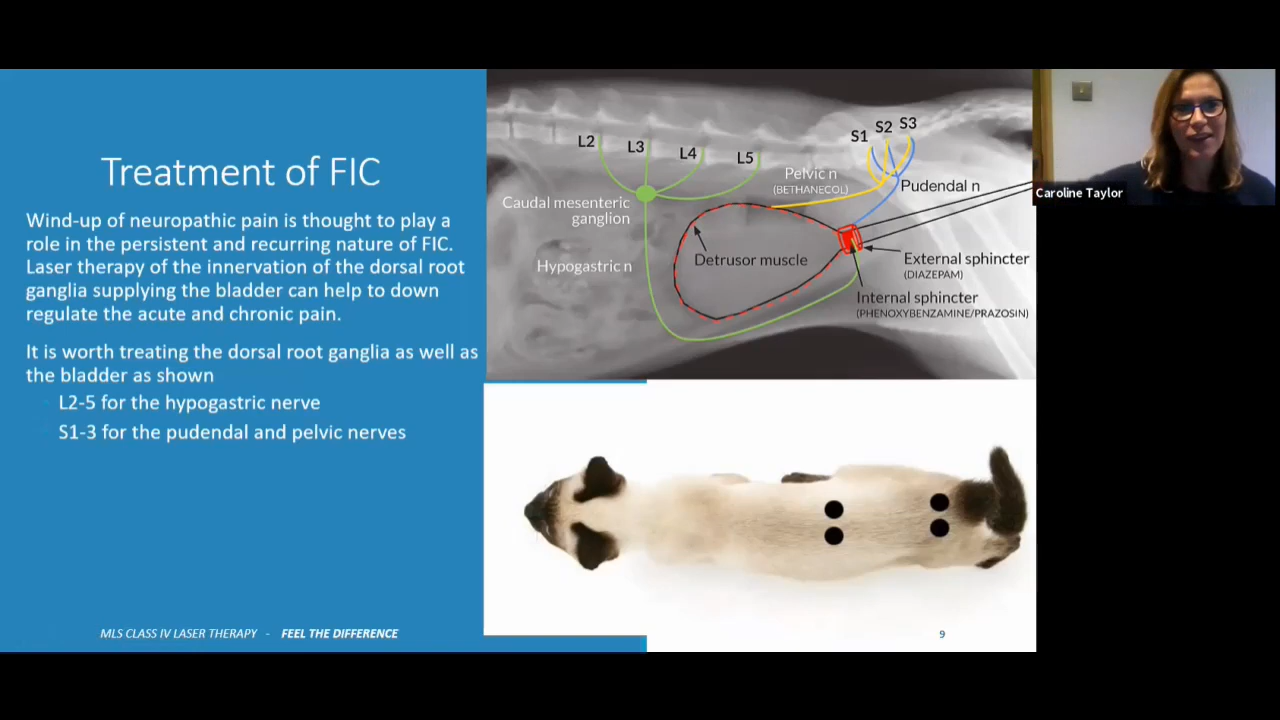 Treatment of FIC
Wind-up of neuropathic pain is thought to play a
role in the persistent and recurring nature of FIC.
Laser therapy of the innervation of the dorsal root
ganglia supplying the bladder can help to down
regulate the acute and chronic pain.
It is worth treating the dorsal root ganglia as well as
the bladder as shown
L2-5 for the hypogastric nerve
S1-3 for the pudendal and pelvic nerves
MLS CLASS IV LASER THERAPY - FEEL THE DIFFERENCE
L2
L3
L4
L5
S1
S2
S3
Pelvic n
(BETHANECOL)
Pudendal n
Caudal mesenteric
ganglion
Hypogastric n
Detrusor muscle
External sphincter
(DIAZEPAM)
Internal sphincter
(PHENOXYBENZAMINE/PRAZOSIN)
9
Caroline Taylor